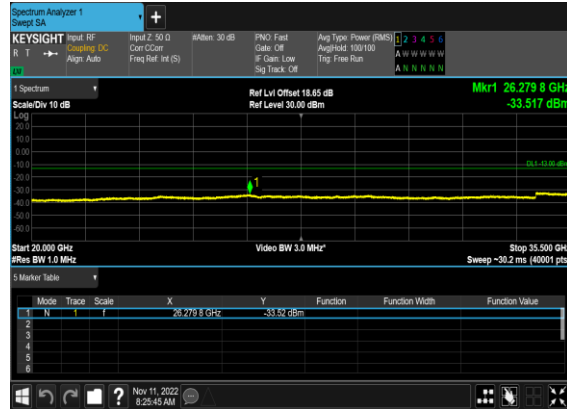 Spectrum Analyzer 1
Swept SA
+
KEYSIGHT Input: RF Input Z: 50 Ω #Atten: 30 dB PNO: Fast Avg Type: Power (RMS) 1 2 3 4 5 6
R T Coupling: DC Corr CCorr Gate: Off Avg|Hold: 100/100 A W W W W W
Align: Auto Freq Ref: Int (S) IF Gain: Low Trig: Free Run
Sig Track: Off A N N N N N
1 Spectrum Ref Lvl Offset 18.65 dB Mkr1 26.279 8 GHz
Scale/Div 10 dB Ref Level 30.00 dBm -33.517 dBm
Log
20.0
10.0
0.00
-10.0 DL1 -13.00 dBm
-20.0
-30.0 1
-40.0
-50.0
-60.0
Start 20.000 GHz Video BW 3.0 MHz* Stop 35.500 GHz
#Res BW 1.0 MHz Sweep ~30.2 ms (40001 pts)
5 Marker Table
Mode Trace Scale X Y Function Function Width Function Value
1 N 1 f 26.279 8 GHz -33.52 dBm
2
3
4
5
6
? Nov 11, 2022
8:25:45 AM